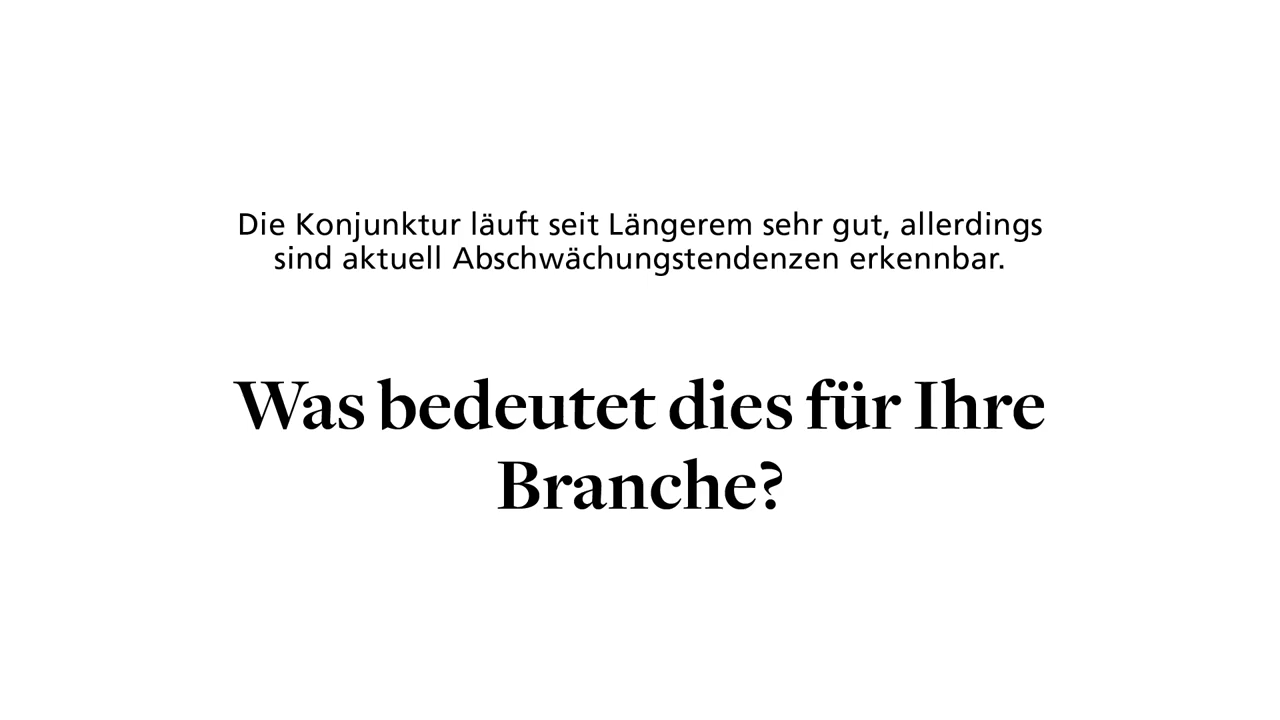 Die Konjunktur läuft seit Längerem sehr gut, allerdings
sind aktuell Abschwächungstendenzen erkennbar.
Was bedeutet dies für Ihre
Branche?